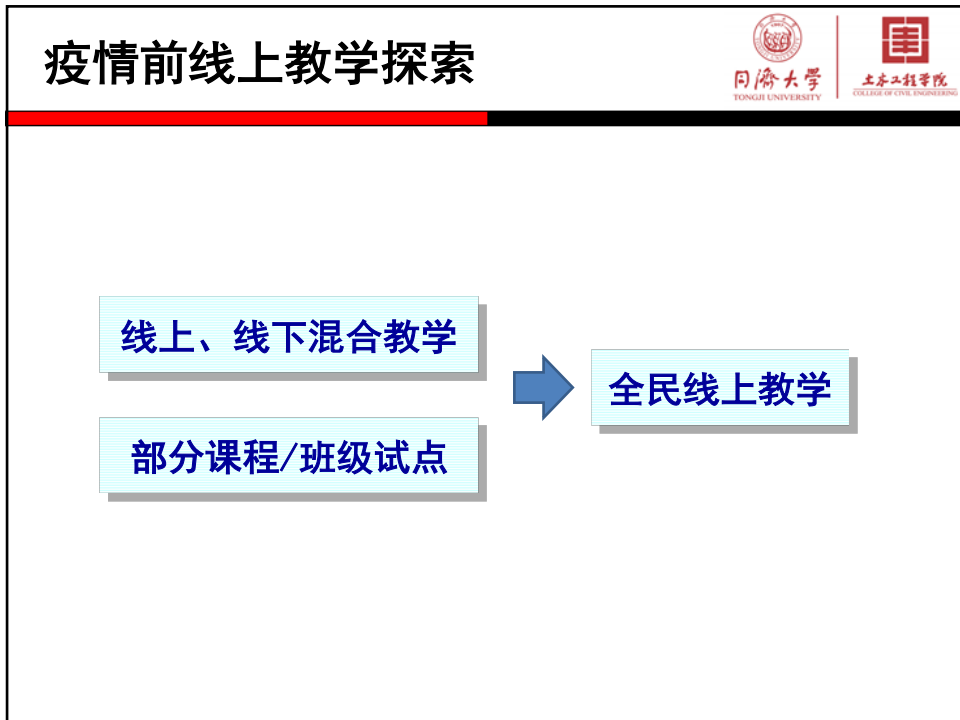 疫情前线上教学探索
同济大学
TONGJI UNIVERSITY
土木工程学院
COLLEGE OF CIVIL ENGINEERING
线上、线下混合教学
部分课程/班级试点
全民线上教学